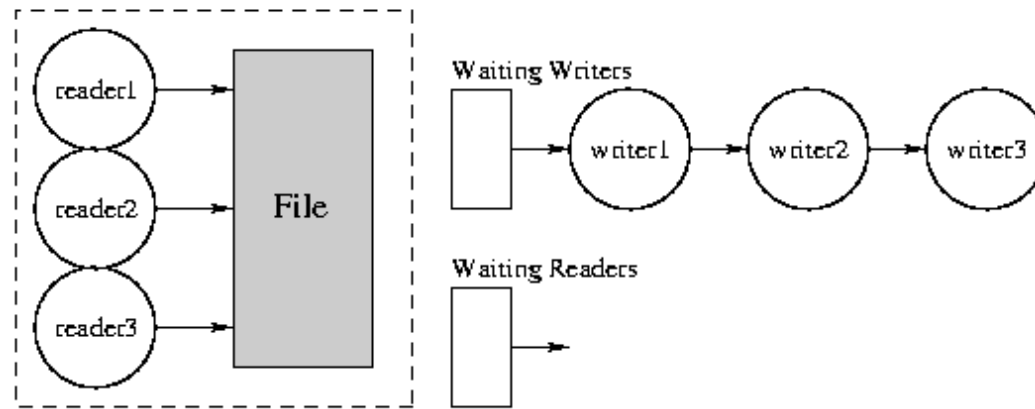 reader1
reader2
reader3
File
Waiting Writers
writer1
writer2
writer3
Waiting Readers